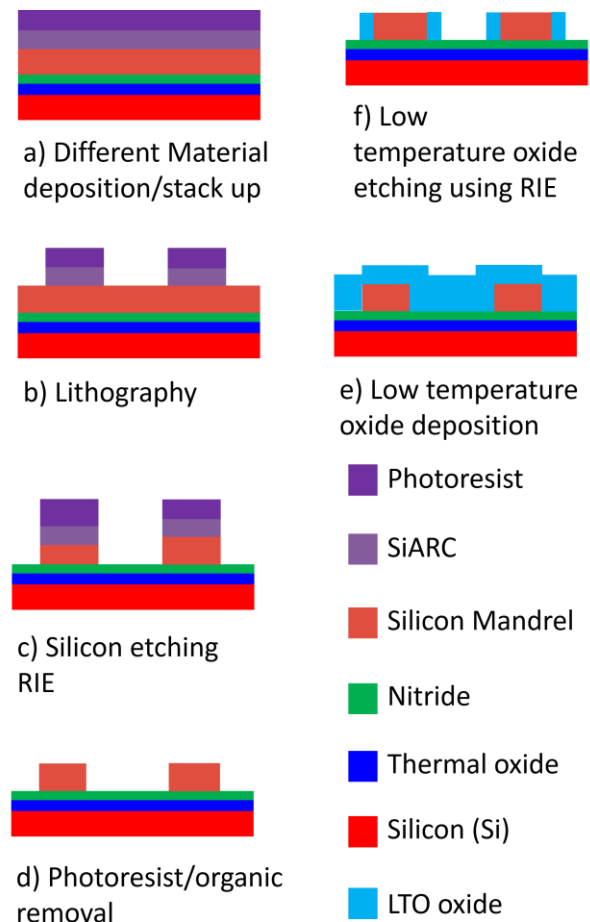 a) Different Material
deposition/stack up
b) Lithography
c) Silicon etching
RIE
d) Photoresist/organic
removal
f) Low
temperature oxide
etching using RIE
e) Low temperature
oxide deposition
Photoresist
SiARC
Silicon Mandrel
Nitride
Thermal oxide
Silicon (Si)
LTO oxide